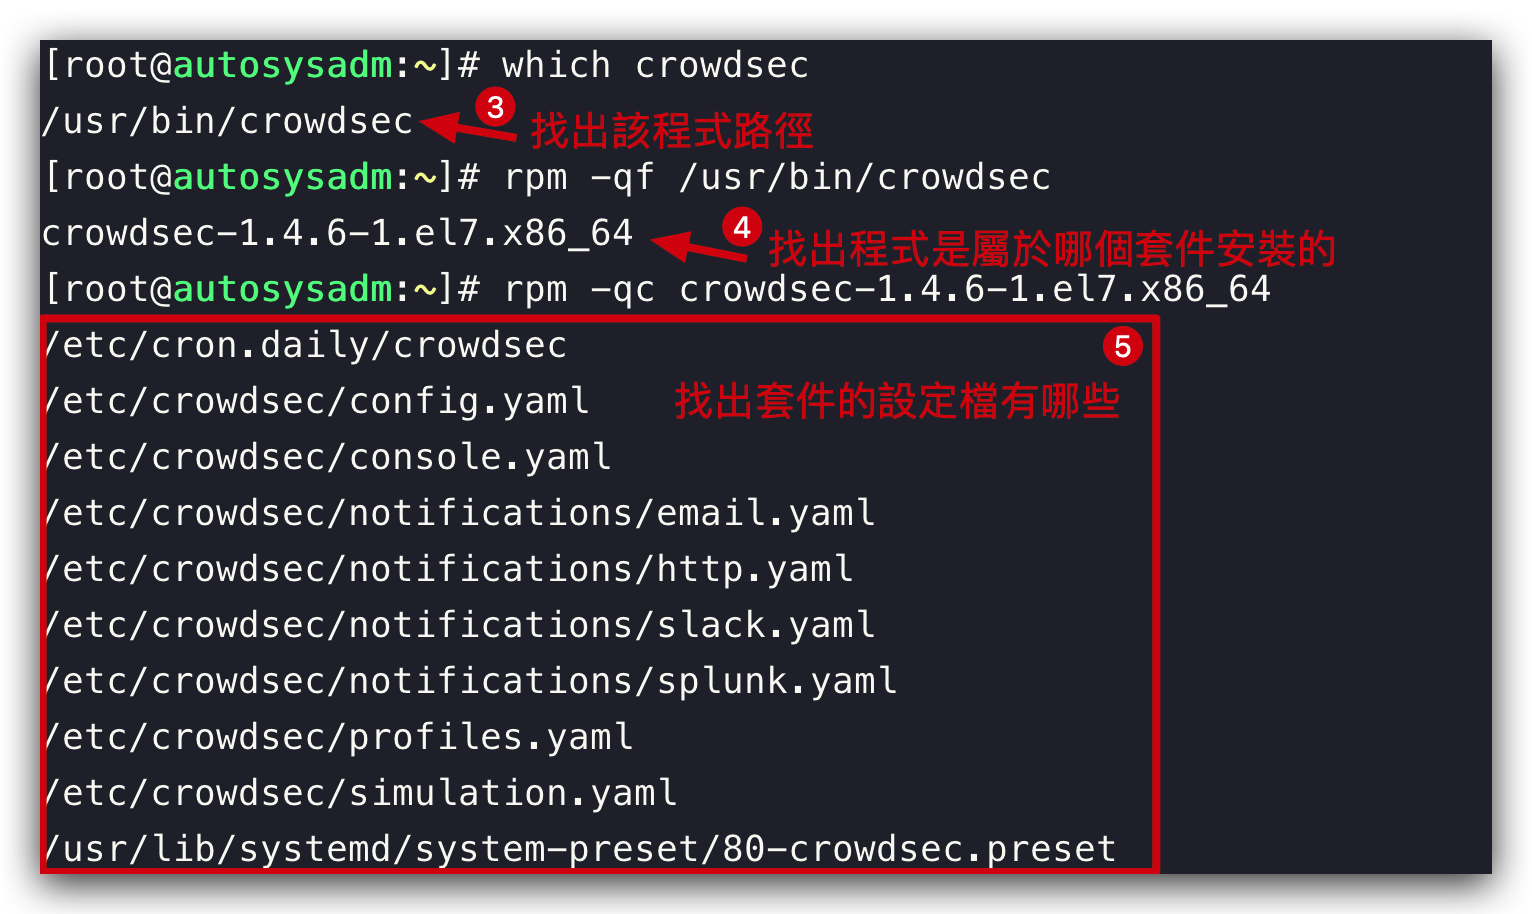 [root@autosysadm:~]# which crowdsec
/usr/bin/crowdsec
3
找出該程式路徑
[root@autosysadm:~]# rpm -qf /usr/bin/crowdsec
crowdsec-1.4.6-1.el7.x86_64
4
找出程式是屬於哪個套件安裝的
[root@autosysadm:~]# rpm -qc crowdsec-1.4.6-1.el7.x86_64
/etc/cron.daily/crowdsec
5
/etc/crowdsec/config.yaml
找出套件的設定檔有哪些
/etc/crowdsec/console.yaml
/etc/crowdsec/notifications/email.yaml
/etc/crowdsec/notifications/http.yaml
/etc/crowdsec/notifications/slack.yaml
/etc/crowdsec/notifications/splunk.yaml
/etc/crowdsec/profiles.yaml
/etc/crowdsec/simulation.yaml
/usr/lib/systemd/system-preset/80-crowdsec.preset